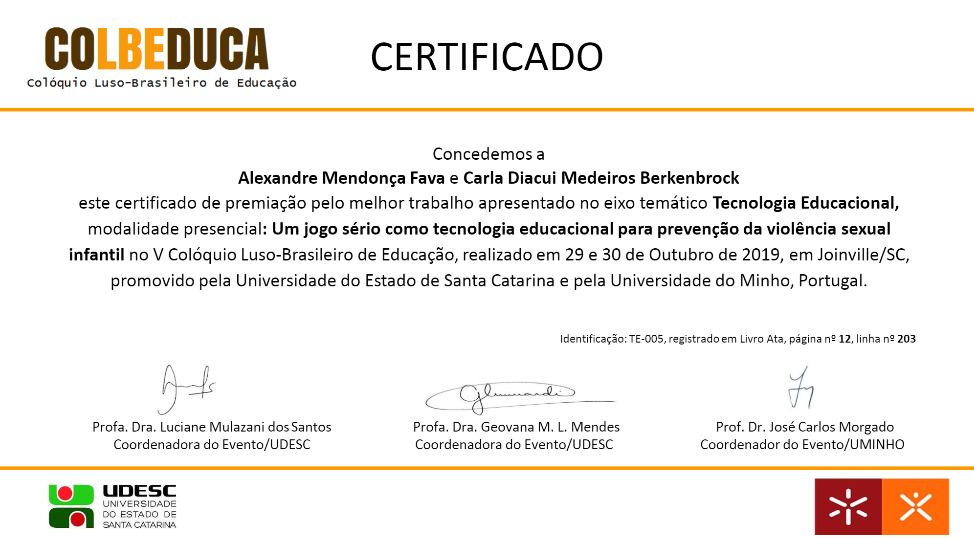 COLBEDUCA
Colóquio Luso-Brasileiro de Educação
CERTIFICADO
Concedemos a
Alexandre Mendonça Fava e Carla Diacui Medeiros Berkenbrock
este certificado de premiação pelo melhor trabalho apresentado no eixo temático Tecnologia Educacional,
modalidade presencial: Um jogo sério como tecnologia educacional para prevenção da violência sexual
infantil no V Colóquio Luso-Brasileiro de Educação, realizado em 29 e 30 de Outubro de 2019, em Joinville/SC,
promovido pela Universidade do Estado de Santa Catarina e pela Universidade do Minho, Portugal.
Identificação: TE-005, registrado em Livro Ata, página nº 12, linha nº 203
Profa. Dra. Luciane Mulazani dos Santos
Coordenadora do Evento/UDESC
Profa. Dra. Geovana M. L. Mendes
Coordenadora do Evento/UDESC
Prof. Dr. José Carlos Morgado
Coordenador do Evento/UMINHO
UDESC
UNIVERSIDADE
DO ESTADO DE
SANTA CATARINA